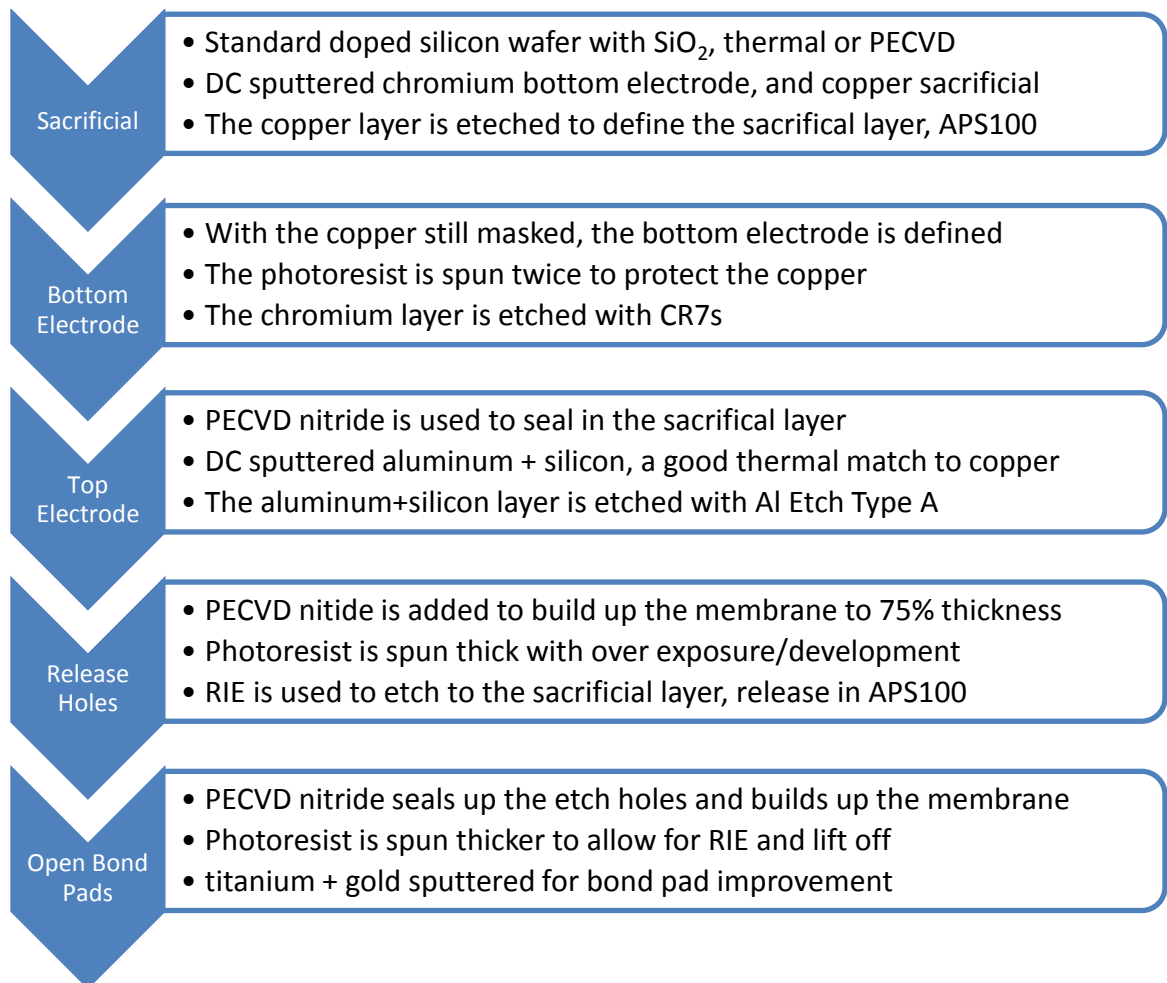 Sacrificial
• Standard doped silicon wafer with SiO₂, thermal or PECVD
• DC sputtered chromium bottom electrode, and copper sacrificial
• The copper layer is eteched to define the sacrifical layer, APS100
Bottom
Electrode
• With the copper still masked, the bottom electrode is defined
• The photoresist is spun twice to protect the copper
• The chromium layer is etched with CR7s
Top
Electrode
• PECVD nitride is used to seal in the sacrifical layer
• DC sputtered aluminum + silicon, a good thermal match to copper
• The aluminum+silicon layer is etched with Al Etch Type A
Release
Holes
• PECVD nitide is added to build up the membrane to 75% thickness
• Photoresist is spun thick with over exposure/development
• RIE is used to etch to the sacrificial layer, release in APS100
Open Bond
Pads
• PECVD nitride seals up the etch holes and builds up the membrane
• Photoresist is spun thicker to allow for RIE and lift off
• titanium + gold sputtered for bond pad improvement